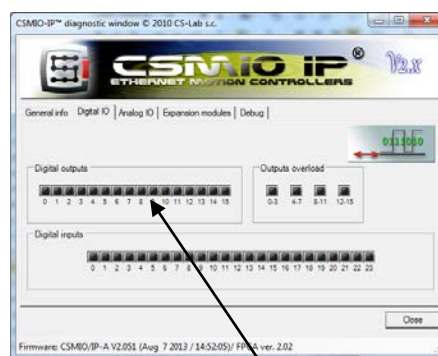 CSMIO-IP™ diagnostic window © 2010 CS-Lab s.c.
CSMIO IP® V2.x
ETHERNET MOTION CONTROLLERS
General info Digital IO Analog IO Expansion modules Debug
0111010
Digital outputs
0 1 2 3 4 5 6 7 8 9 10 11 12 13 14 15
Outputs overload
0-3 4-7 8-11 12-15
Digital inputs
0 1 2 3 4 5 6 7 8 9 10 11 12 13 14 15 16 17 18 19 20 21 22 23
Close
Firmware: CSMIO/IP-A V2.051 (Aug 7 2013 / 14:52:05)/ FPGA ver. 2.02